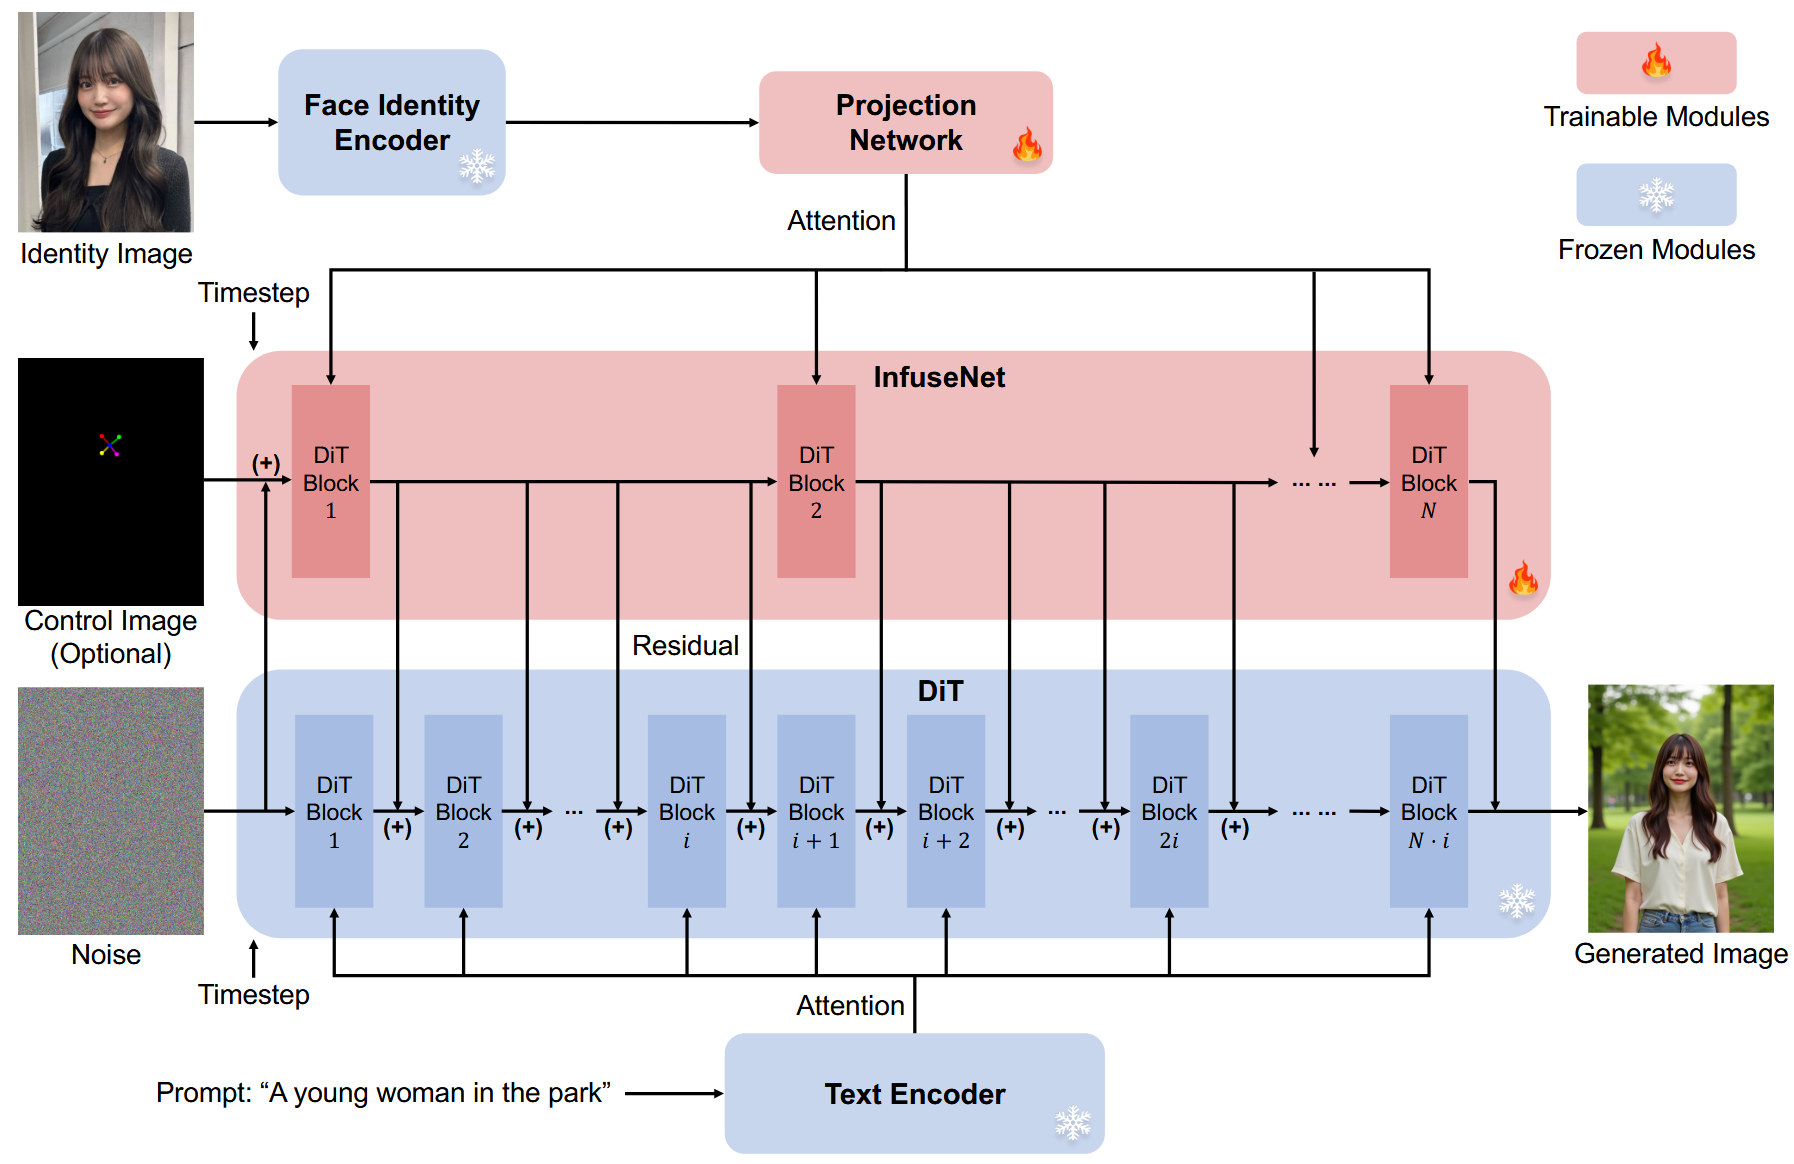 Face Identity
Encoder
Projection
Network
Trainable Modules
Frozen Modules
Identity Image
Attention
Timestep
InfuseNet
(+)
DiT
Block
1
DiT
Block
2
... ...
DiT
Block
N
Control Image
(Optional)
Residual
DiT
DiT
Block
1
(+)
DiT
Block
2
(+)
...
(+)
DiT
Block
i
(+)
DiT
Block
i + 1
(+)
DiT
Block
i + 2
(+)
...
(+)
DiT
Block
2i
(+)
... ...
DiT
Block
N · i
Noise
Generated Image
Timestep
Attention
Prompt: “A young woman in the park”
Text Encoder